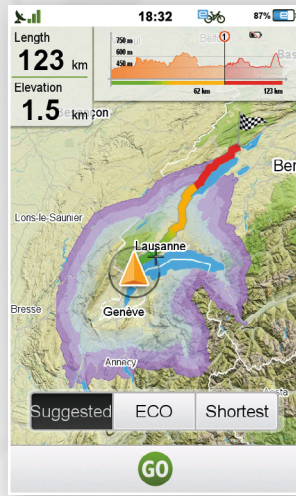 18:32 87%
Length
123 km
Elevation
1.5 km
750 m
600 m
450 m
1
62 km 123 km
çon
Ber
Lons-le-Saunier
Lausanne
Bresse
Genève
Annecy
Suggested ECO Shortest
GO